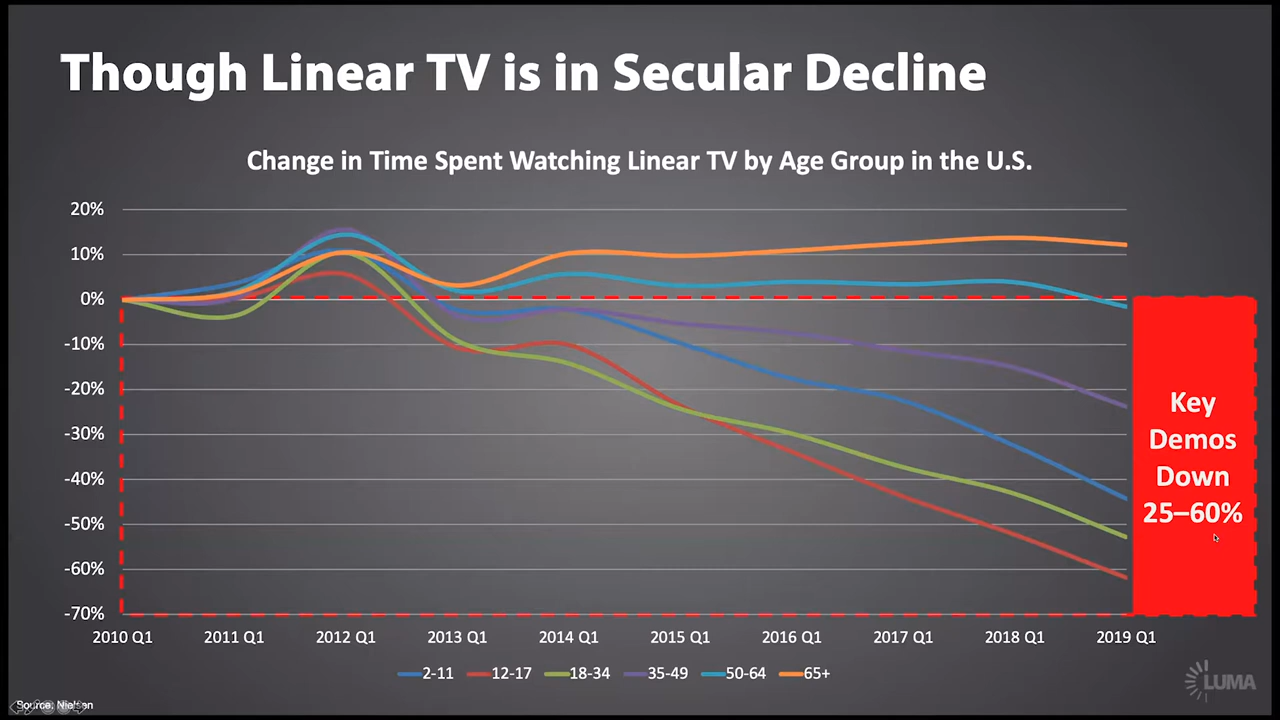 Though Linear TV is in Secular Decline
Change in Time Spent Watching Linear TV by Age Group in the U.S.
20%
10%
0%
-10%
-20%
-30%
-40%
-50%
-60%
-70%
2010 Q1 2011 Q1 2012 Q1 2013 Q1 2014 Q1 2015 Q1 2016 Q1 2017 Q1 2018 Q1 2019 Q1
Key
Demos
Down
25–60%
2-11 12-17 18-34 35-49 50-64 65+
LUMA
Source: Nielsen